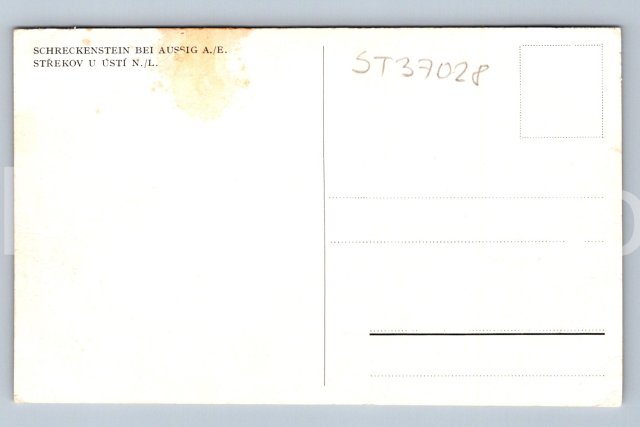 SCHRECKENSTEIN BEI AUSSIG A./E.
STŘEKOV U ÚSTÍ N./L.
ST37028